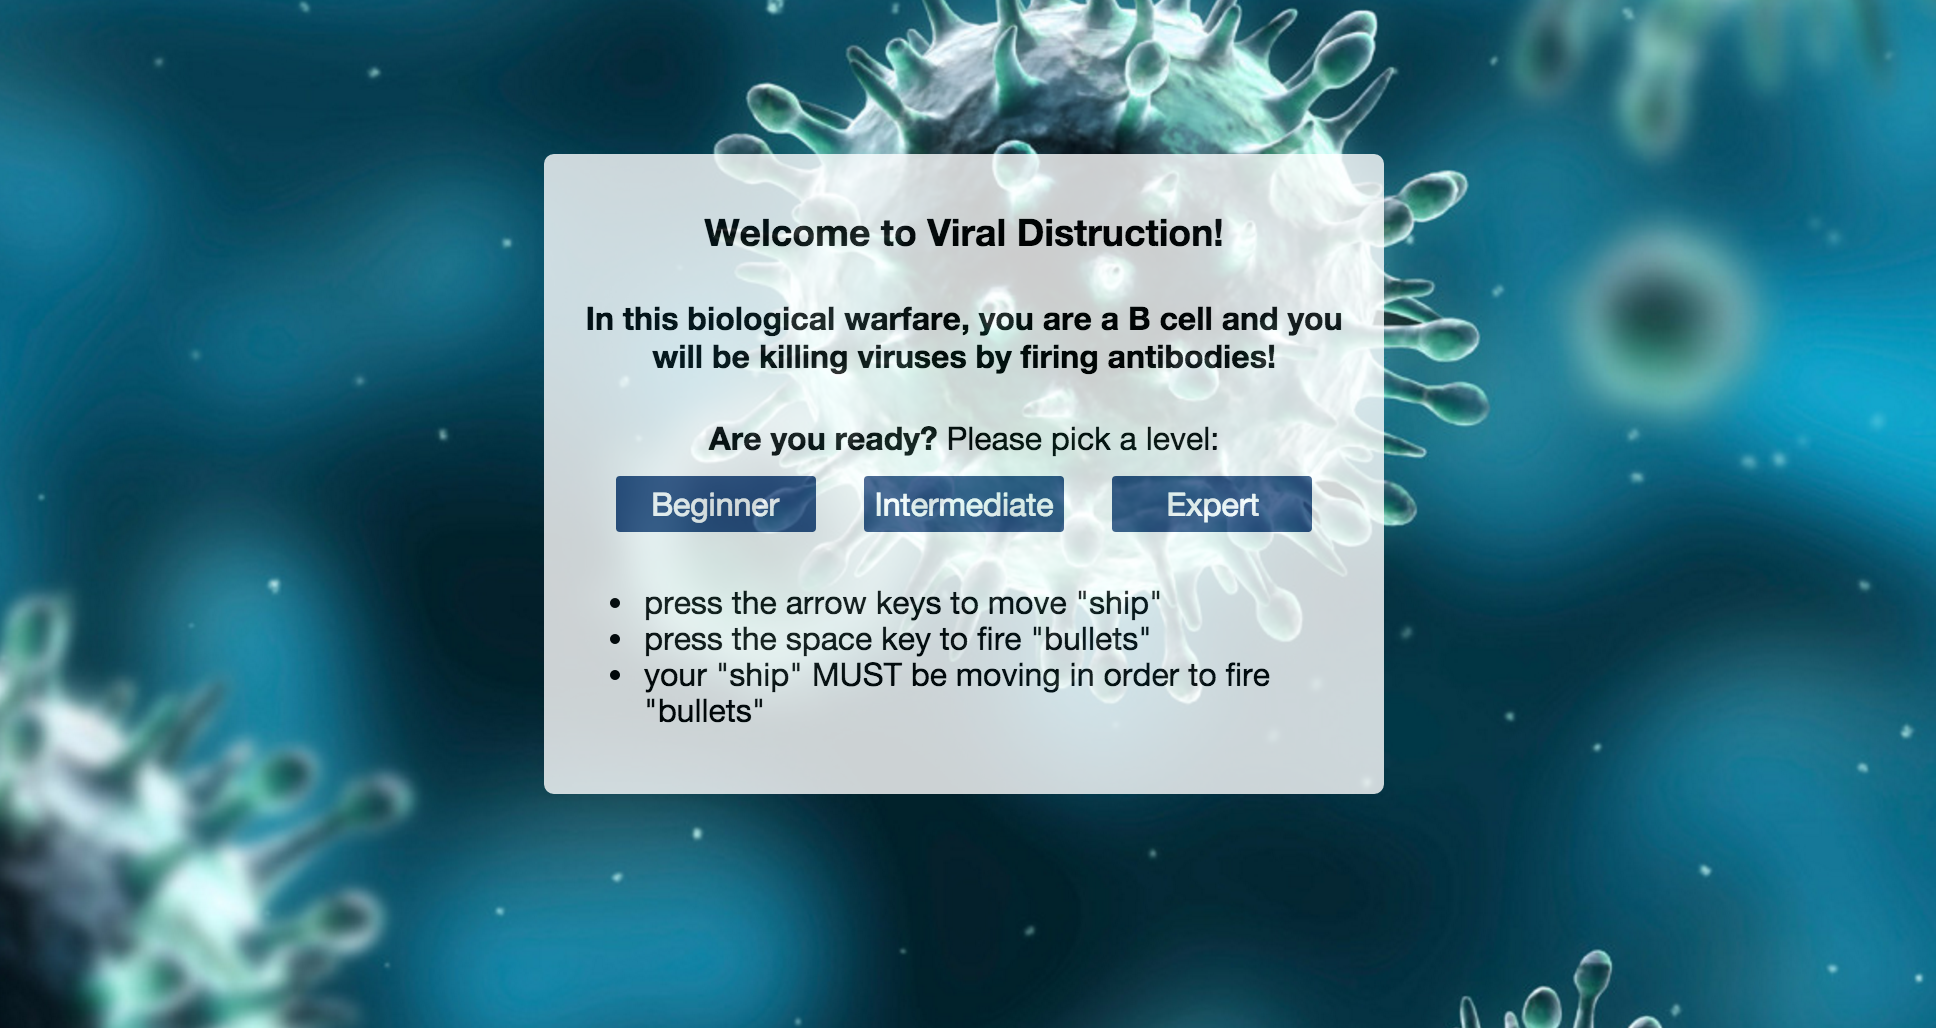 Welcome to Viral Distruction!
In this biological warfare, you are a B cell and you
will be killing viruses by firing antibodies!
Are you ready? Please pick a level:
Beginner Intermediate Expert
• press the arrow keys to move "ship"
• press the space key to fire "bullets"
• your "ship" MUST be moving in order to fire
"bullets"